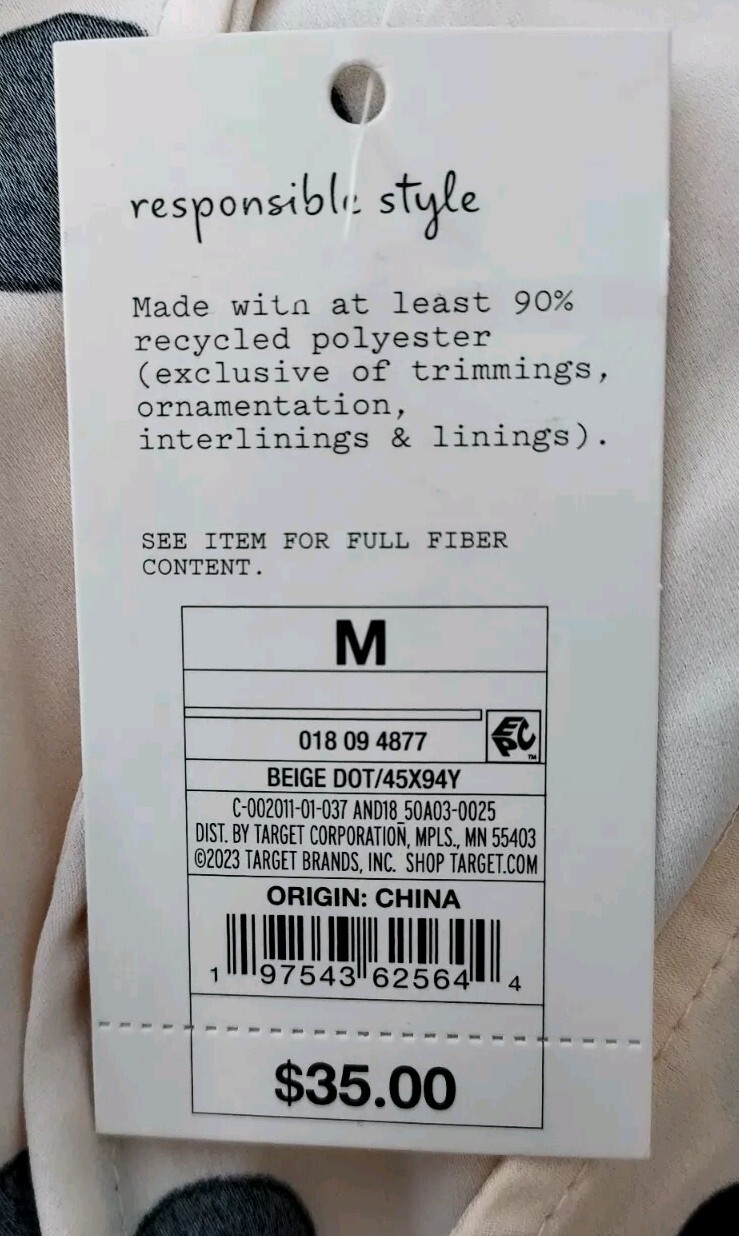 responsible style
Made with at least 90%
recycled polyester
(exclusive of trimmings,
ornamentation,
interlinings & linings).
SEE ITEM FOR FULL FIBER
CONTENT.
M
018 09 4877
EPC
TM
BEIGE DOT/45X94Y
C-002011-01-037 AND18_50A03-0025
DIST. BY TARGET CORPORATION, MPLS., MN 55403
©2023 TARGET BRANDS, INC. SHOP TARGET.COM
ORIGIN: CHINA
1 97543 62564 4
$35.00